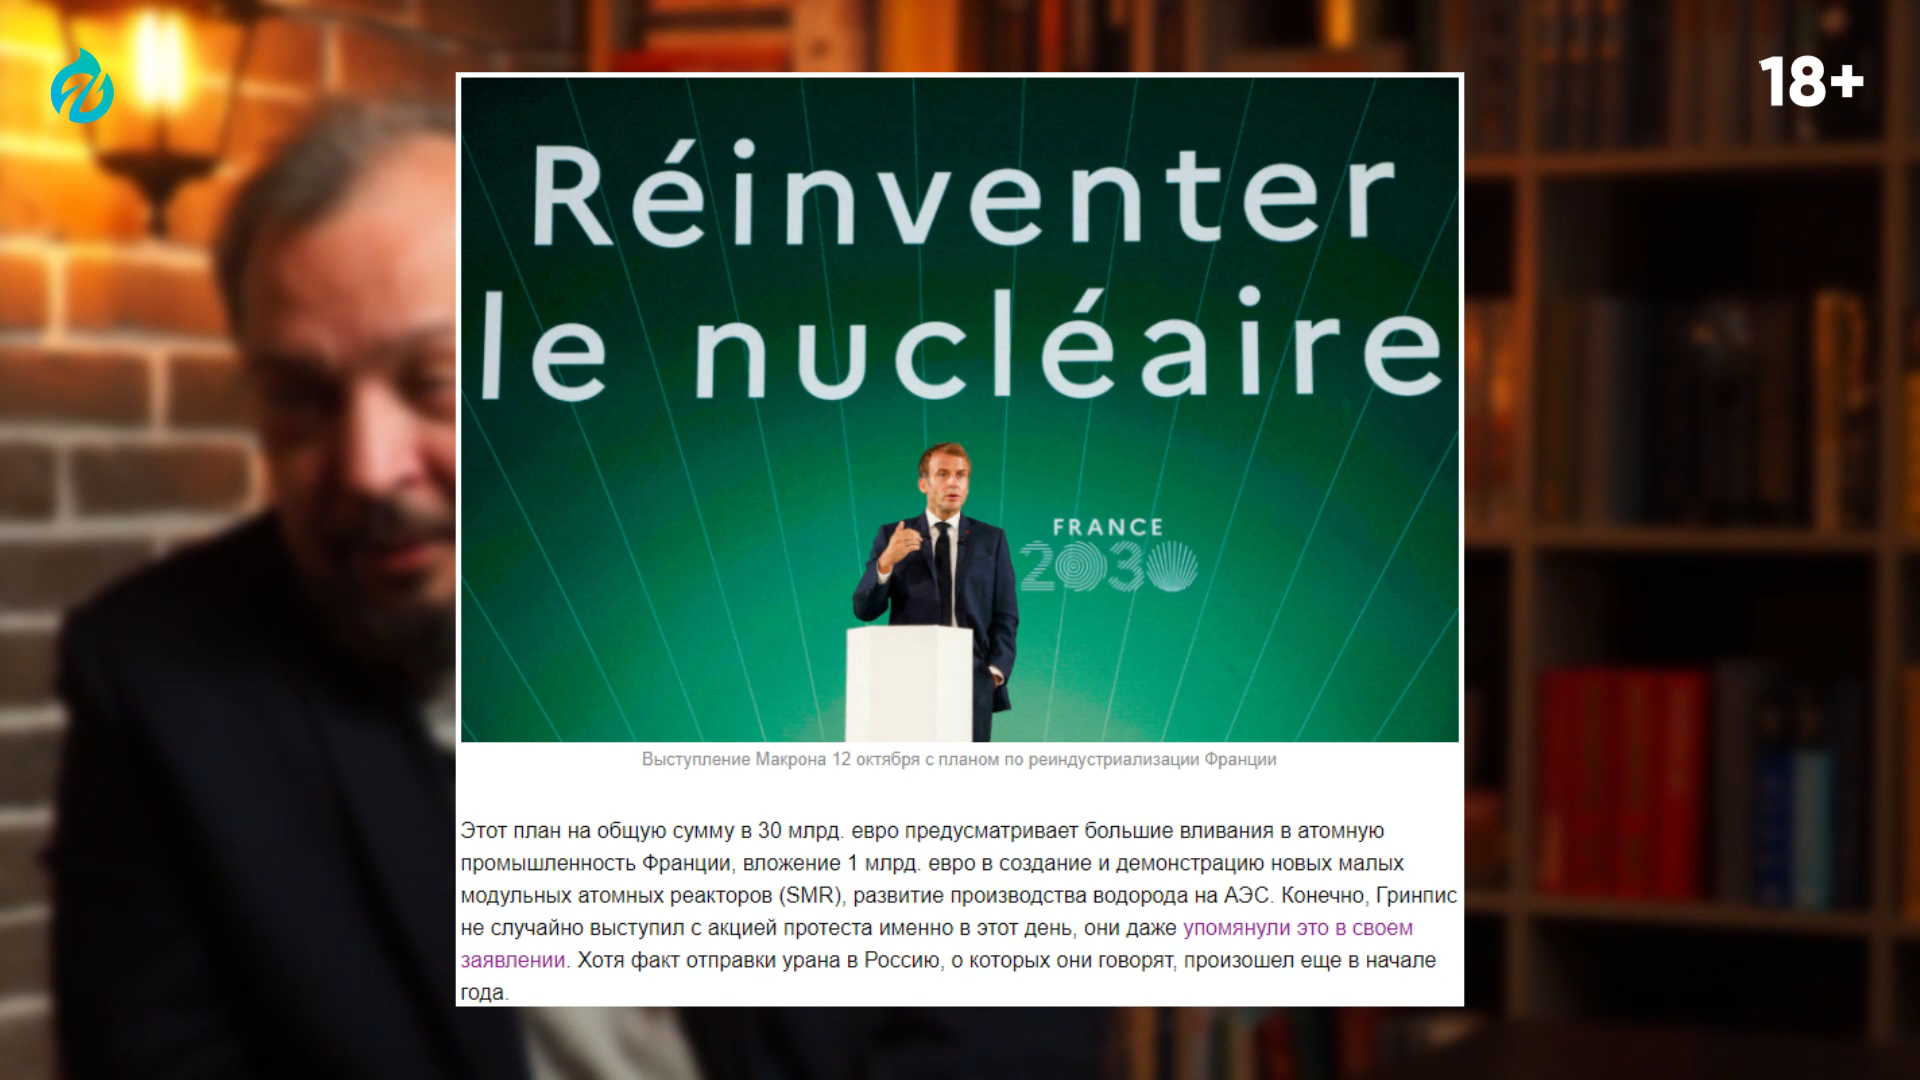 18+
Réinventer
le nucléaire
FRANCE
2030
Выступление Макрона 12 октября с планом по реиндустриализации Франции
Этот план на общую сумму в 30 млрд. евро предусматривает большие вливания в атомную
промышленность Франции, вложение 1 млрд. евро в создание и демонстрацию новых малых
модульных атомных реакторов (SMR), развитие производства водорода на АЭС. Конечно, Гринпис
не случайно выступил с акцией протеста именно в этот день, они даже упомянули это в своем
заявлении. Хотя факт отправки урана в Россию, о которых они говорят, произошел еще в начале
года.